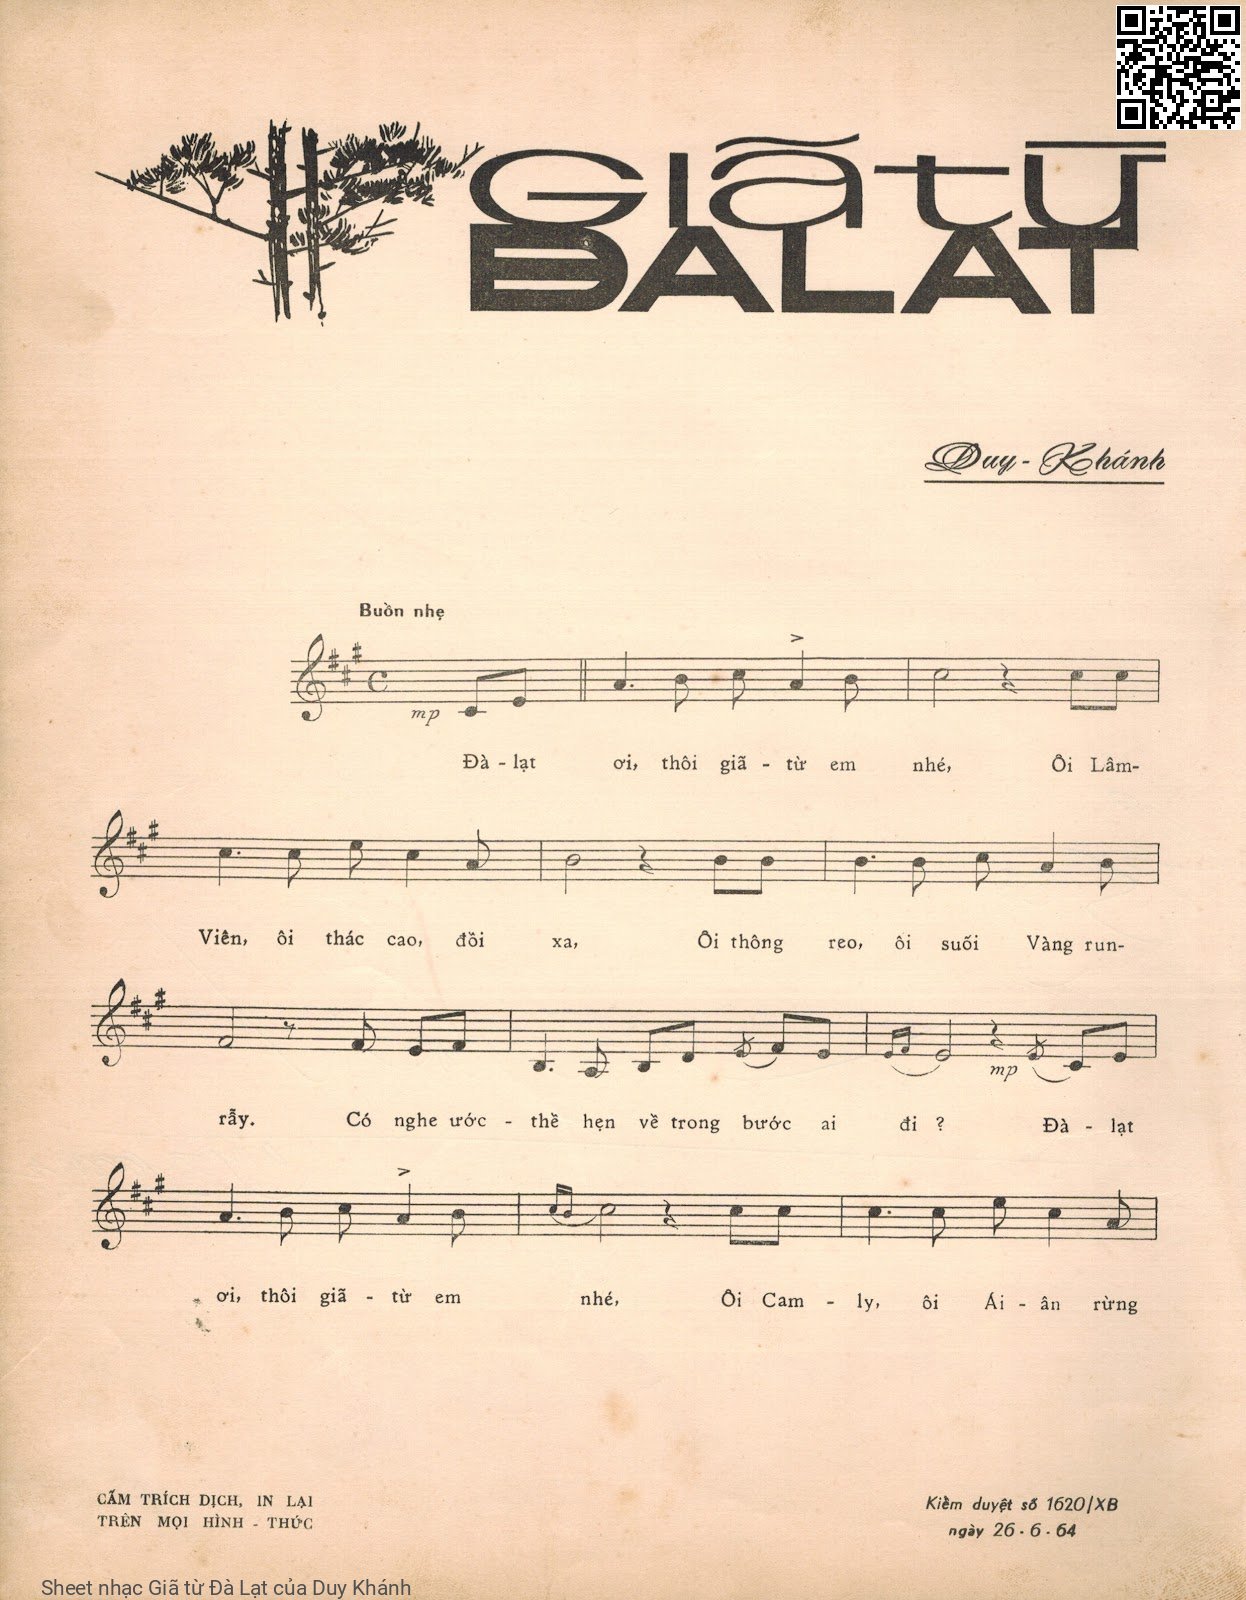 Giã từ
ĐALAT
Duy - Khánh
Buồn nhẹ
mp
Đà - lạt ơi, thôi giã - từ em nhé, Ôi Lâm-
Viên, ôi thác cao, đồi xa, Ôi thông reo, ôi suối Vàng run-
mp
rẫy. Có nghe ước - thề hẹn về trong bước ai đi ? Đà - lạt
ơi, thôi giã - từ em nhé, Ôi Cam - ly, ôi Ái - ân rừng
CẤM TRÍCH DỊCH, IN LẠI
TRÊN MỌI HÌNH - THỨC
Kiểm duyệt số 1620/XB
ngày 26 - 6 - 64
Sheet nhạc Giã từ Đà Lạt của Duy Khánh